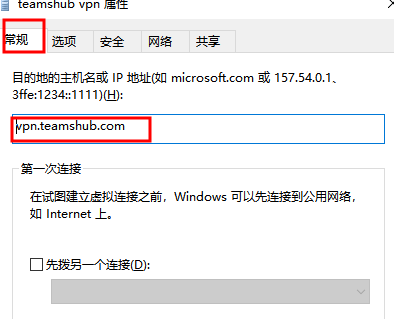 teamshub vpn 属性
常规 选项 安全 网络 共享
目的地的主机名或 IP 地址(如 microsoft.com 或 157.54.0.1、
3ffe:1234::1111)(H):
vpn.teamshub.com
第一次连接
在试图建立虚拟连接之前，Windows 可以先连接到公用网络，
如 Internet 上。
先拨另一个连接(D):